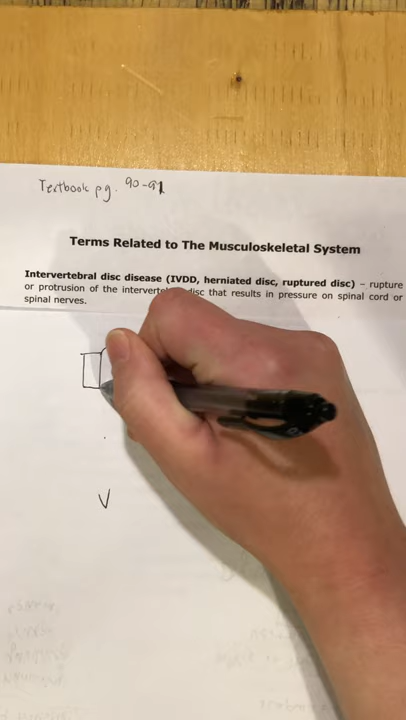 Textbook pg. 90-91
Terms Related to The Musculoskeletal System
Intervertebral disc disease (IVDD, herniated disc, ruptured disc) – rupture
or protrusion of the disc that results in pressure on spinal cord or
spinal nerves.
V